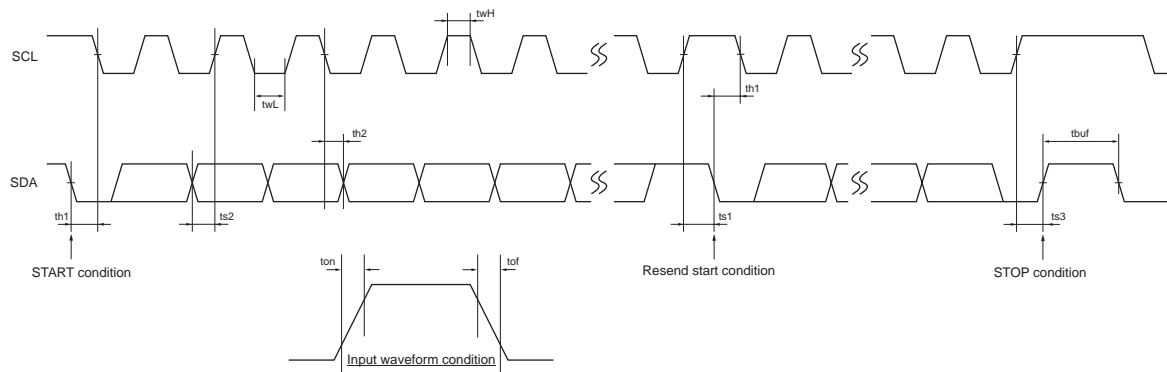 twH
SCL
th1
twL
th2
tbuf
SDA
th1
ts2
ts1
ts3
START condition
ton
tof
Resend start condition
STOP condition
Input waveform condition